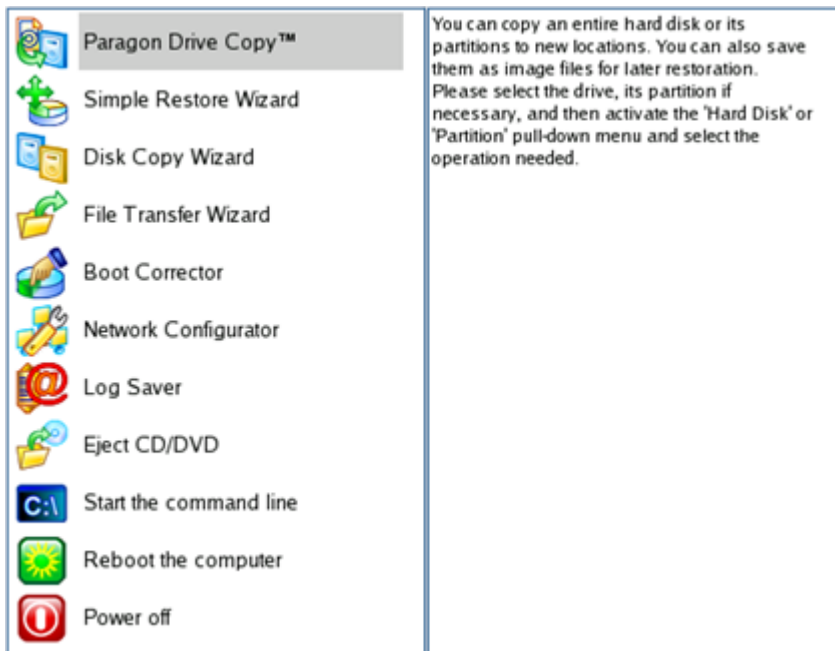 Paragon Drive Copy™
Simple Restore Wizard
Disk Copy Wizard
File Transfer Wizard
Boot Corrector
Network Configurator
@
Log Saver
Eject CD/DVD
C:\
Start the command line
Reboot the computer
Power off
You can copy an entire hard disk or its
partitions to new locations. You can also save
them as image files for later restoration.
Please select the drive, its partition if
necessary, and then activate the 'Hard Disk' or
'Partition' pull-down menu and select the
operation needed.